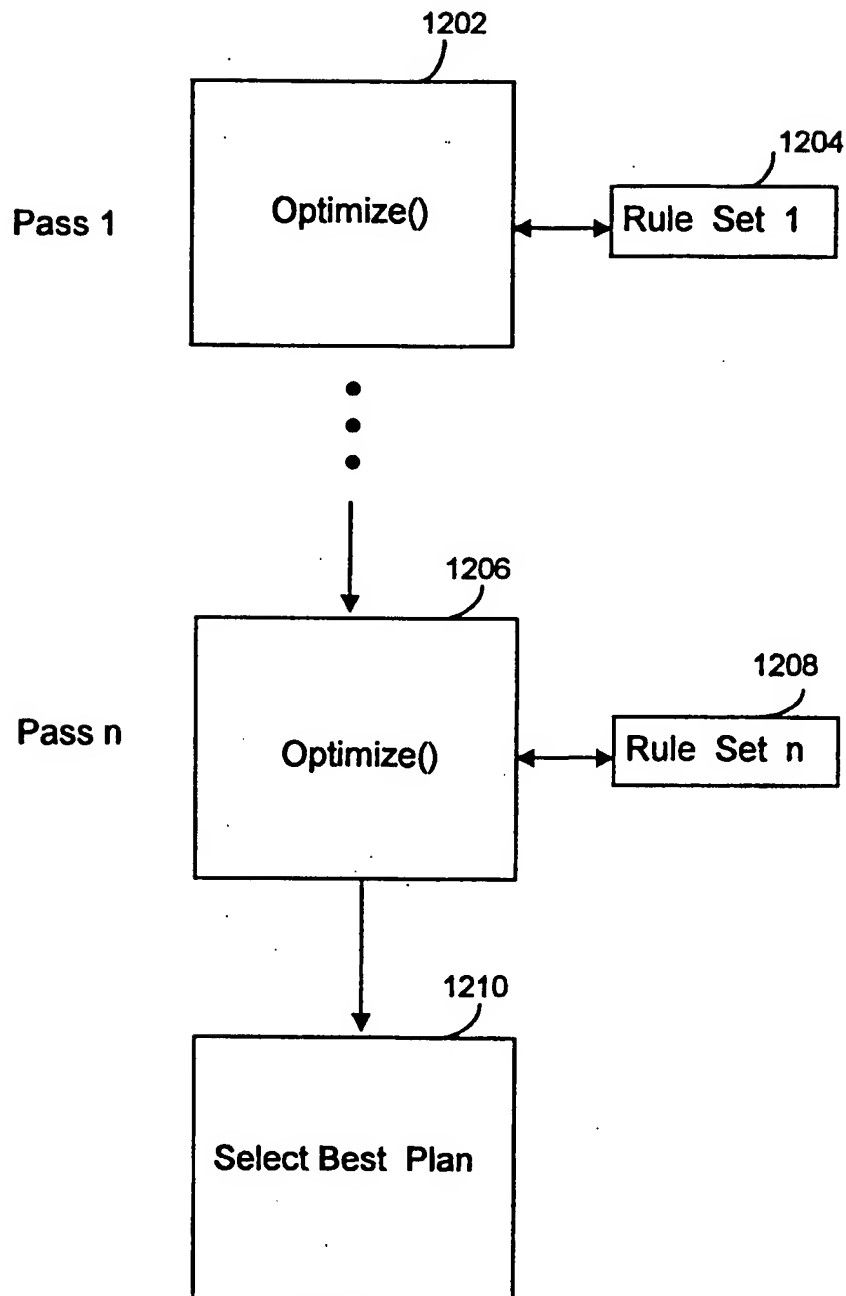 1202
1204
Pass 1
Optimize()
Rule Set 1
1206
1208
Pass n
Optimize()
Rule Set n
1210
Select Best Plan